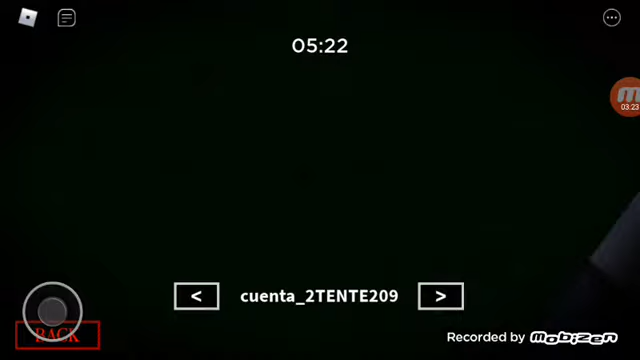 05:22
03:23
< cuenta_2TENTE209 >
BACK
Recorded by mobizen